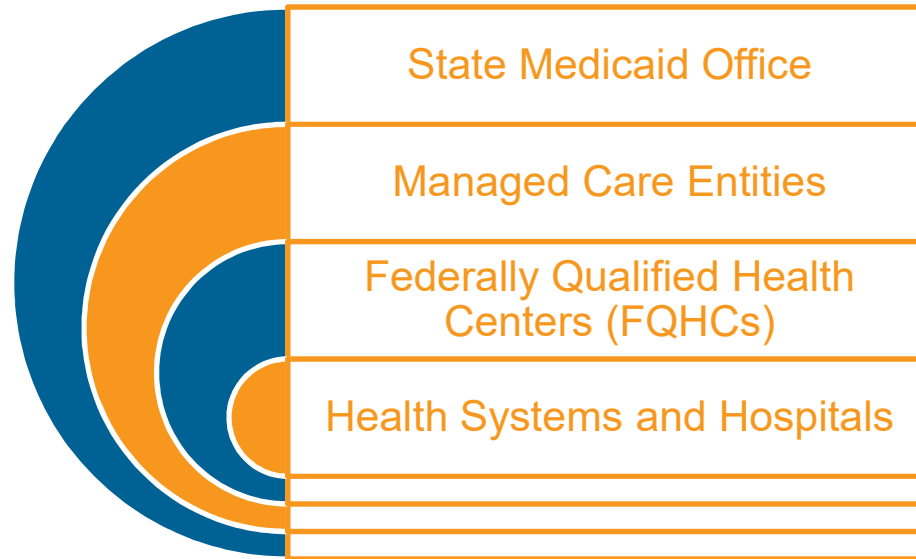 State Medicaid Office
Managed Care Entities
Federally Qualified Health
Centers (FQHCs)
Health Systems and Hospitals